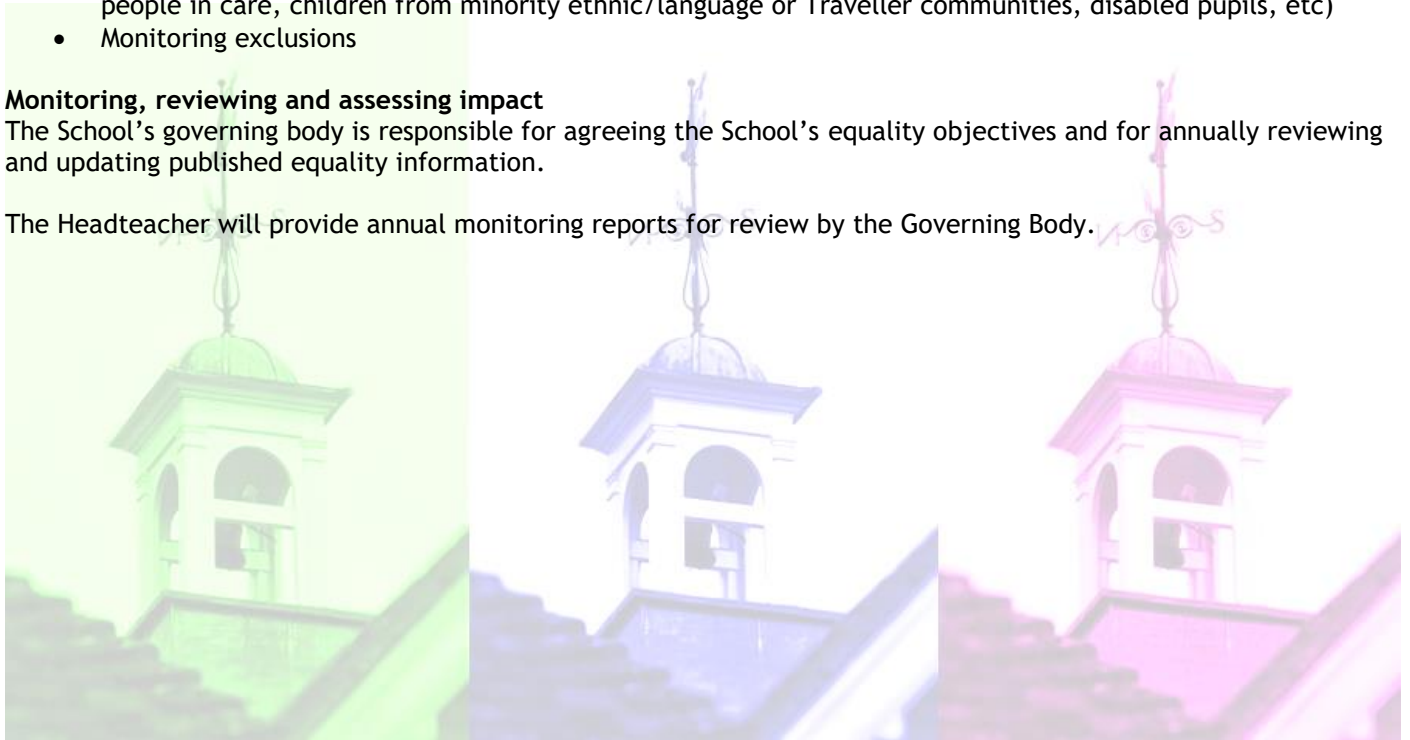 people in care, children from minority ethnic/language or Traveller communities, disabled pupils, etc)
• Monitoring exclusions
Monitoring, reviewing and assessing impact
The School's governing body is responsible for agreeing the School's equality objectives and for annually reviewing
and updating published equality information.
The Headteacher will provide annual monitoring reports for review by the Governing Body.